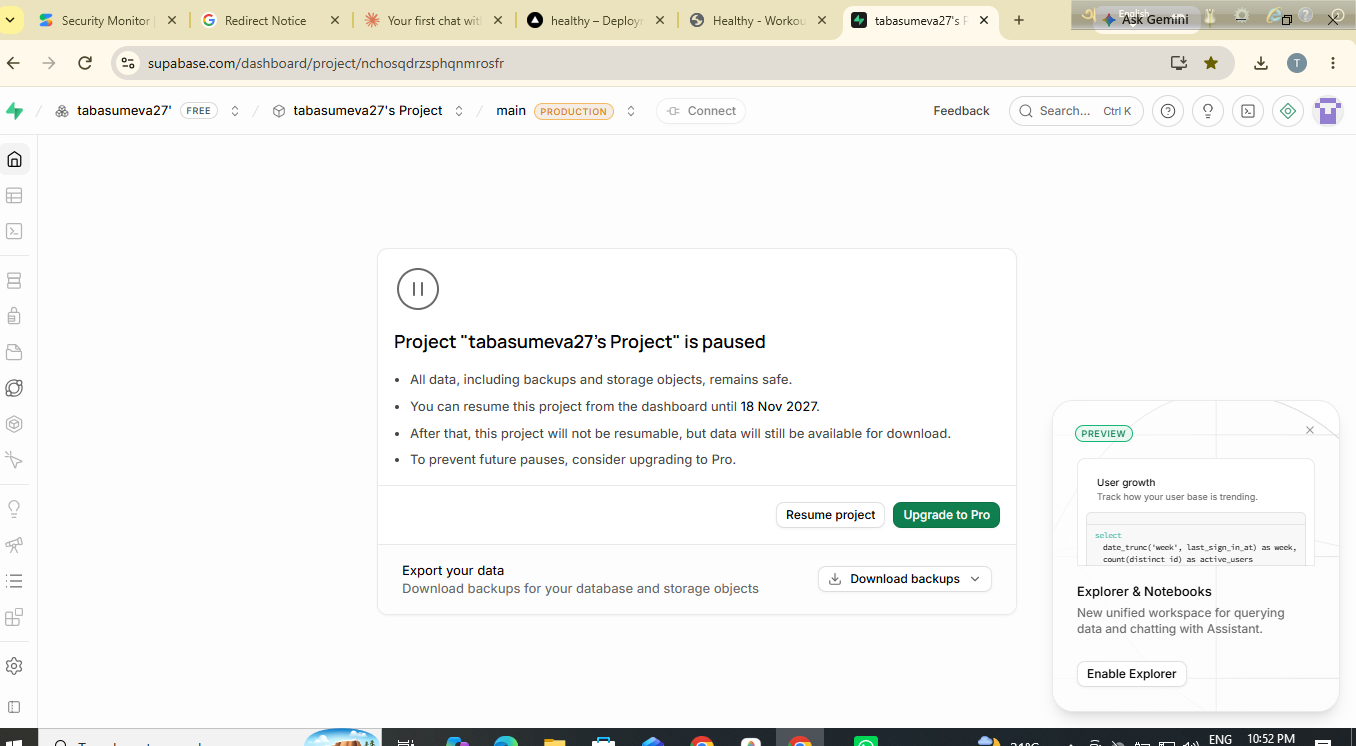 Security Monitor
Redirect Notice
Your first chat wit
healthy – Deployn
Healthy - Workou
tabasumeva27's P
English
Ask Gemini
supabase.com/dashboard/project/nchosqdrzsphqnmrosfr
T
tabasumeva27'
FREE
tabasumeva27's Project
main
PRODUCTION
Connect
Feedback
Search...
Ctrl K
Project "tabasumeva27's Project" is paused
All data, including backups and storage objects, remains safe.
You can resume this project from the dashboard until 18 Nov 2027.
After that, this project will not be resumable, but data will still be available for download.
To prevent future pauses, consider upgrading to Pro.
Resume project
Upgrade to Pro
Export your data
Download backups for your database and storage objects
Download backups
PREVIEW
User growth
Track how your user base is trending.
select
date_trunc('week', last_sign_in_at) as week,
count(distinct id) as active_users
Explorer & Notebooks
New unified workspace for querying
data and chatting with Assistant.
Enable Explorer
ENG
10:52 PM